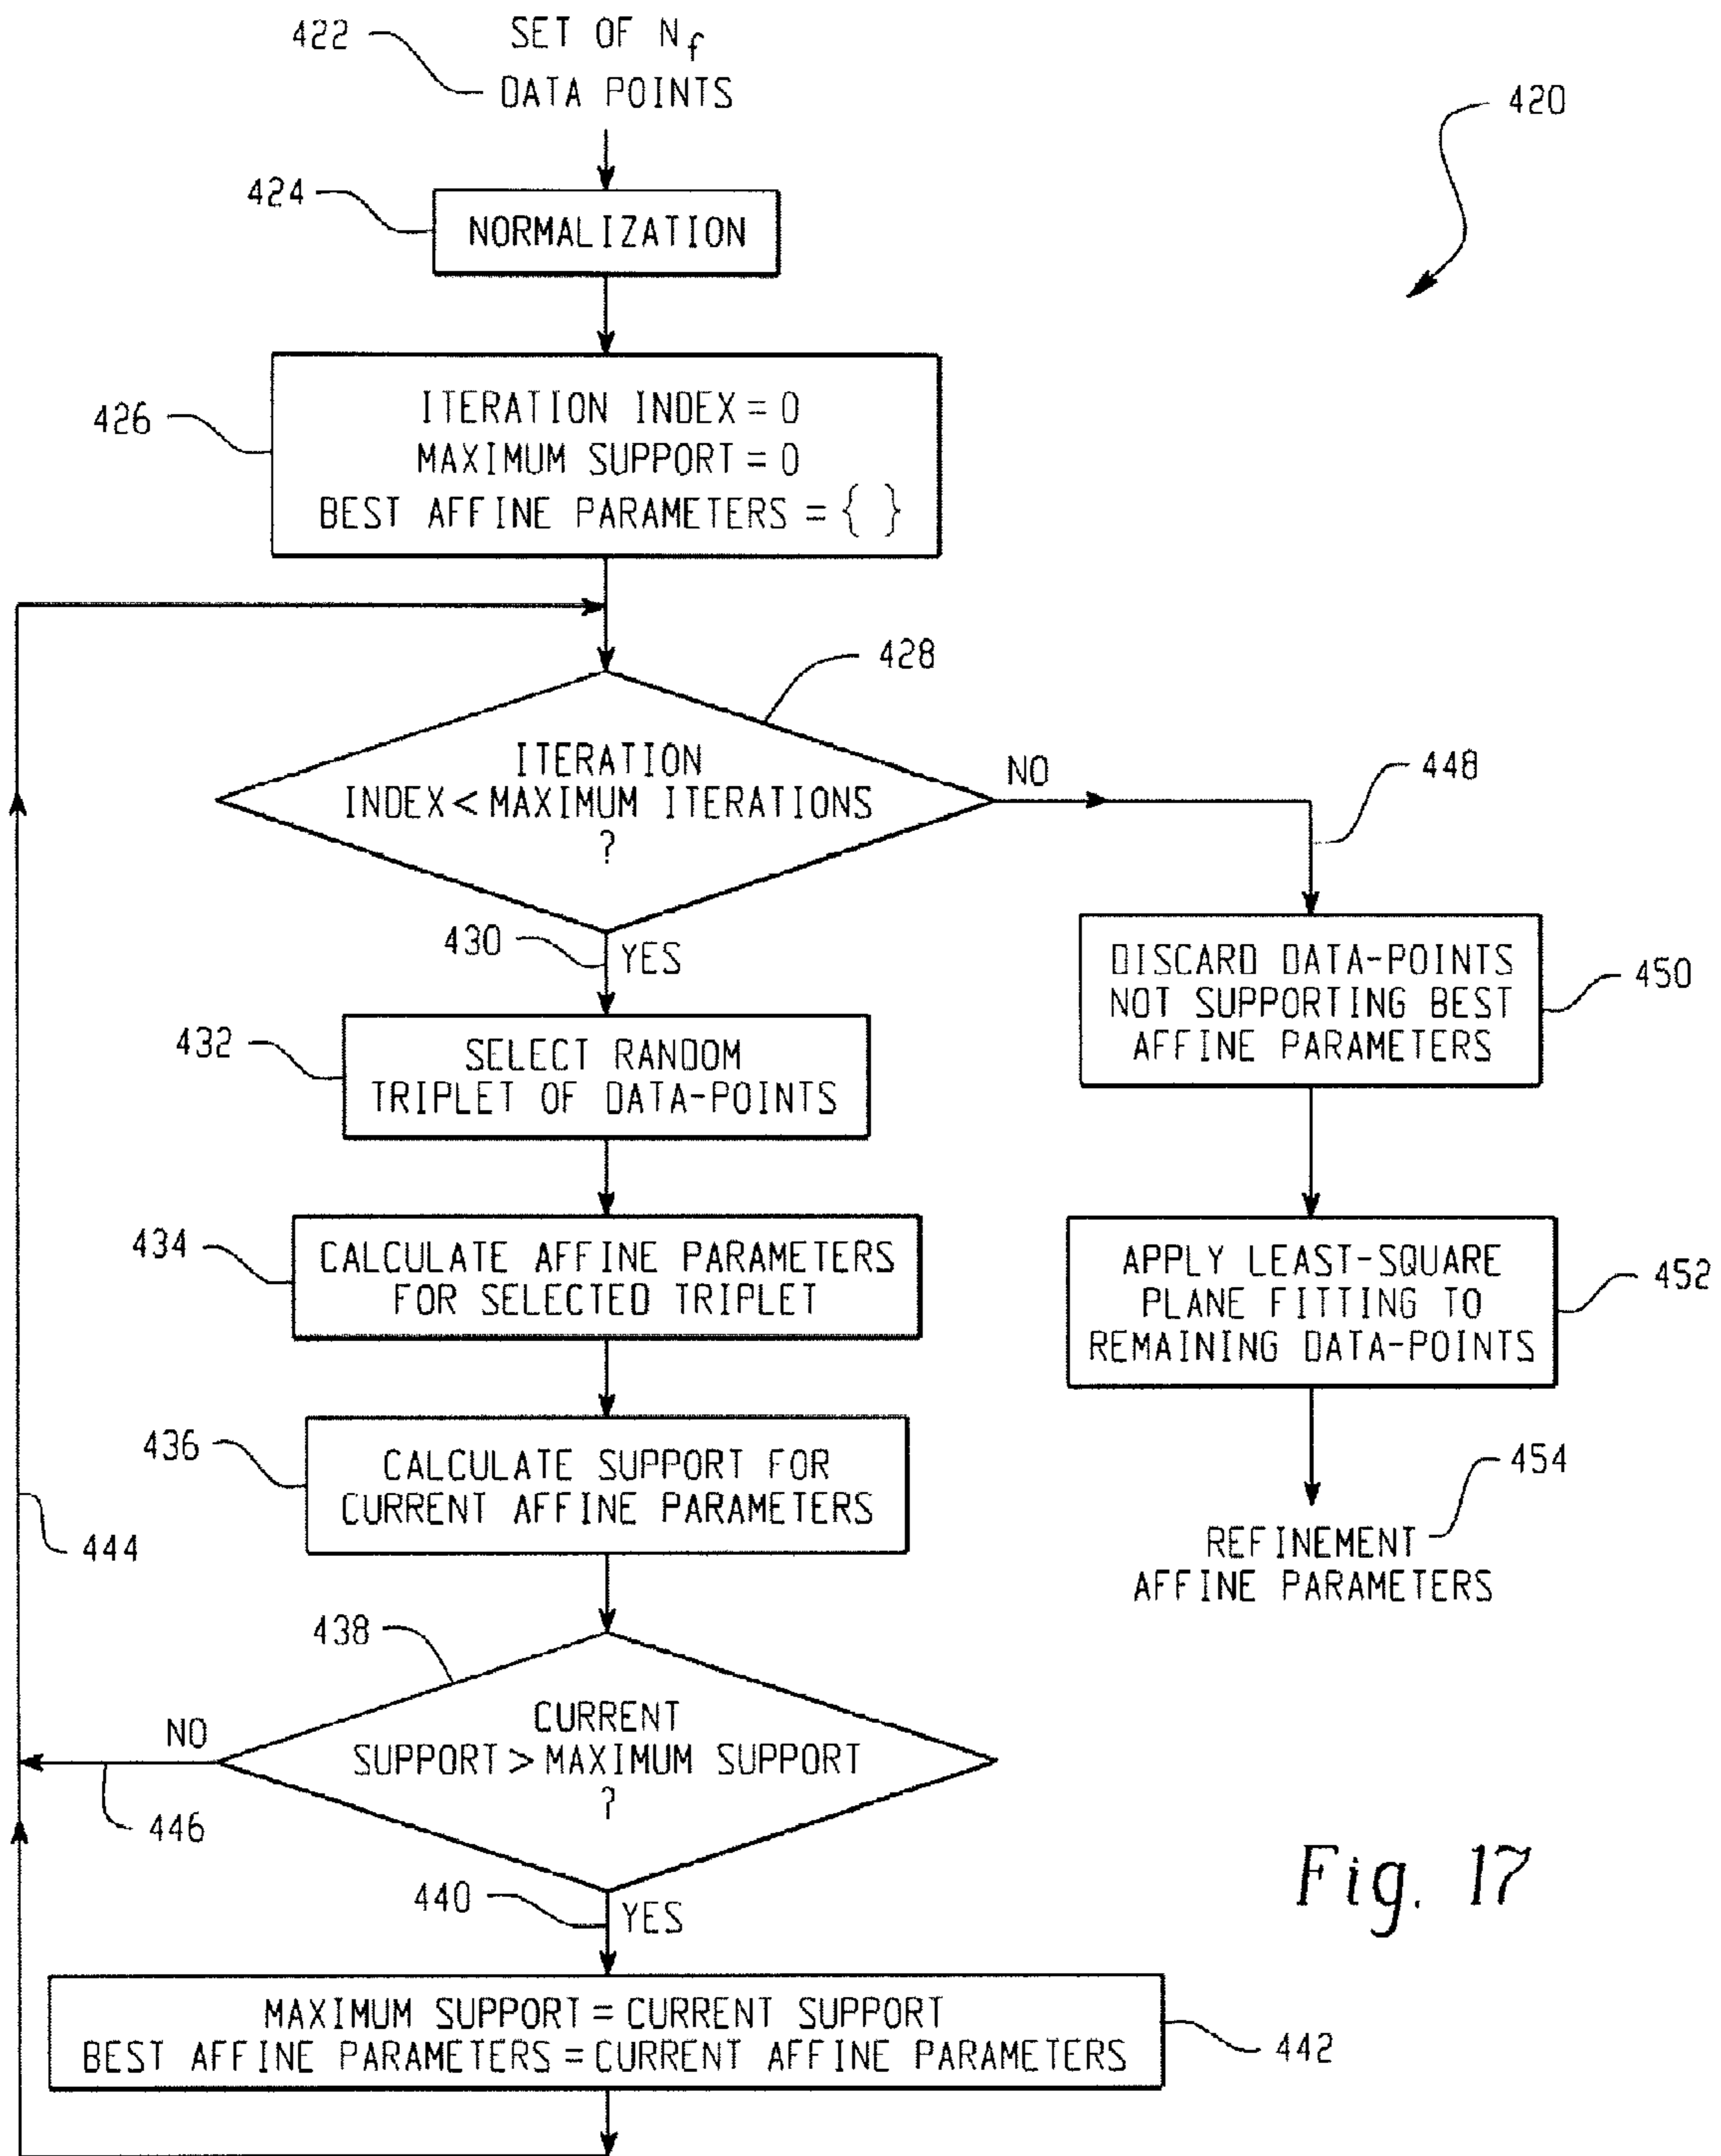 422
SET OF Nf
DATA POINTS
420
424
NORMALIZATION
426
ITERATION INDEX = 0
MAXIMUM SUPPORT = 0
BEST AFFINE PARAMETERS = { }
428
ITERATION
INDEX < MAXIMUM ITERATIONS
?
NO
448
430
YES
432
SELECT RANDOM
TRIPLET OF DATA-POINTS
434
CALCULATE AFFINE PARAMETERS
FOR SELECTED TRIPLET
436
CALCULATE SUPPORT FOR
CURRENT AFFINE PARAMETERS
444
438
CURRENT
SUPPORT > MAXIMUM SUPPORT
?
NO
446
440
YES
MAXIMUM SUPPORT = CURRENT SUPPORT
BEST AFFINE PARAMETERS = CURRENT AFFINE PARAMETERS
442
DISCARD DATA-POINTS
NOT SUPPORTING BEST
AFFINE PARAMETERS
450
APPLY LEAST-SQUARE
PLANE FITTING TO
REMAINING DATA-POINTS
452
454
REFINEMENT
AFFINE PARAMETERS
Fig. 17